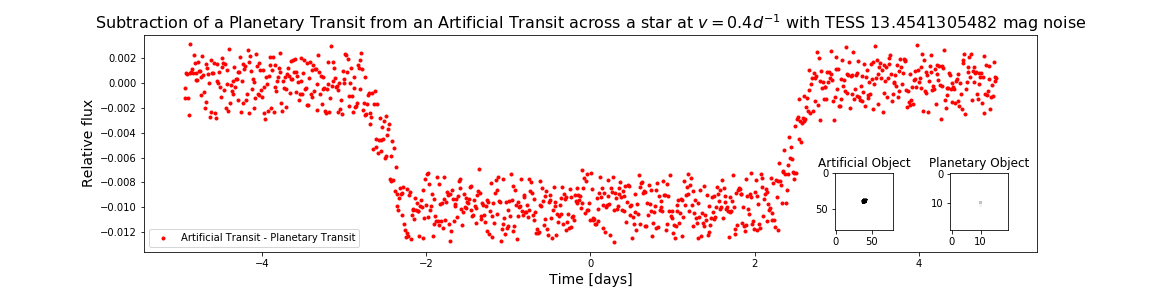 Subtraction of a Planetary Transit from an Artificial Transit across a star at v = 0.4d⁻¹ with TESS 13.4541305482 mag noise
Relative flux
0.002
0.000
−0.002
−0.004
−0.006
−0.008
−0.010
−0.012
Artificial Transit - Planetary Transit
Artificial Object
0
50
0 50
Planetary Object
0
10
0 10
−4 −2 0 2 4
Time [days]